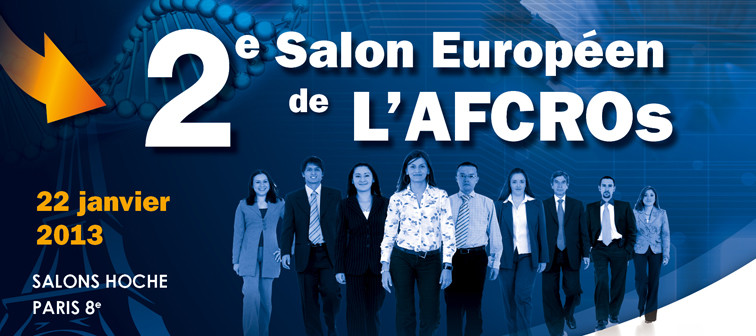 2e Salon Européen
de L'AFCROs
22 janvier
2013
SALONS HOCHE
PARIS 8e